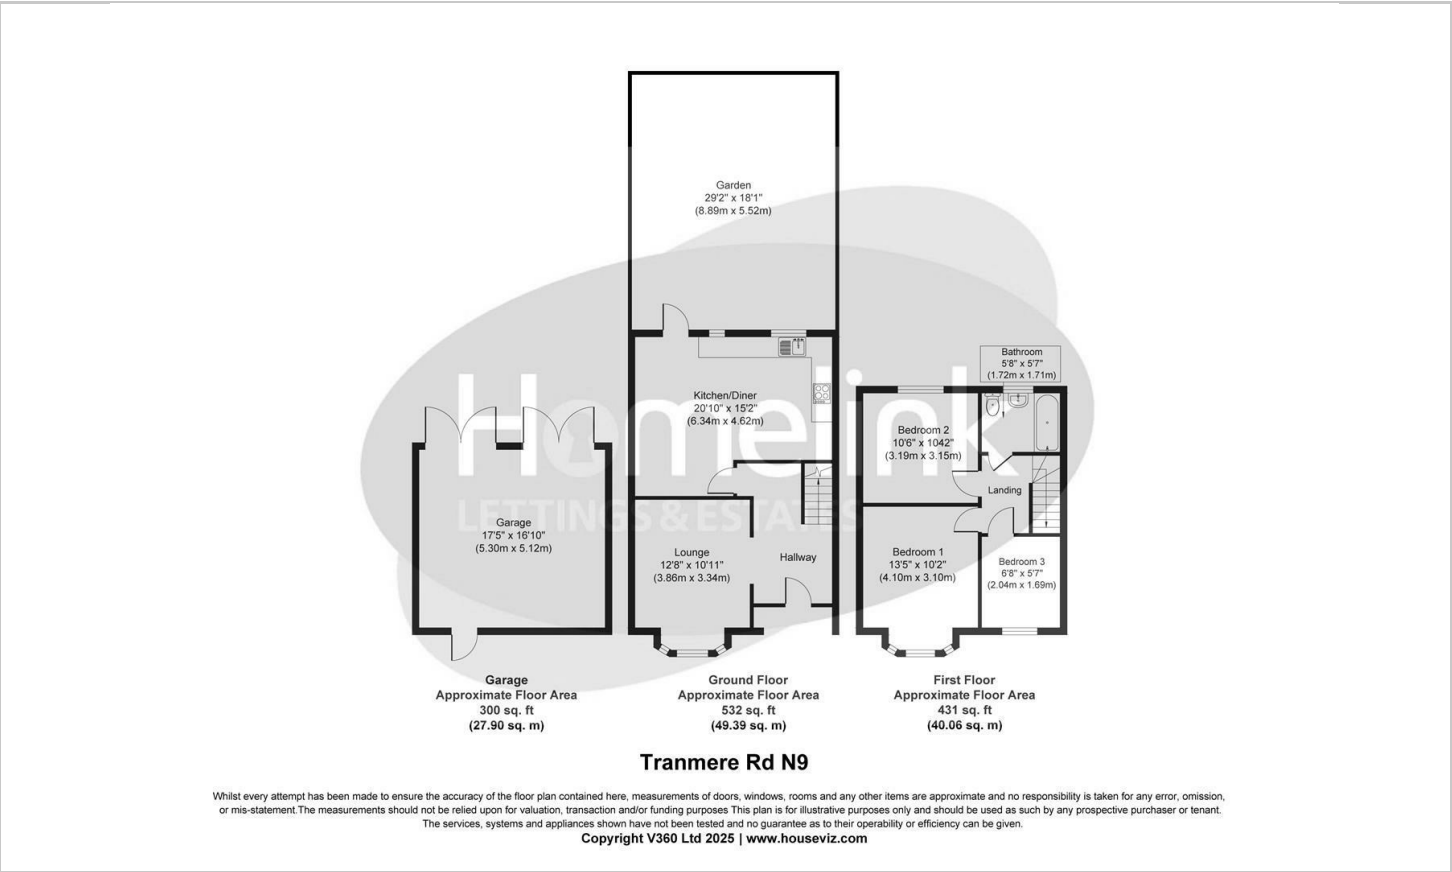 Garden
29'2" x 18'1"
(8.89m x 5.52m)
Bathroom
5'8" x 5'7"
(1.72m x 1.71m)
Kitchen/Diner
20'10" x 15'2"
(6.34m x 4.62m)
Bedroom 2
10'6" x 1042"
(3.19m x 3.15m)
Homelink
LETTINGS & ESTATES
Landing
Garage
17'5" x 16'10"
(5.30m x 5.12m)
Lounge
12'8" x 10'11"
(3.86m x 3.34m)
Hallway
Bedroom 1
13'5" x 10'2"
(4.10m x 3.10m)
Bedroom 3
6'8" x 5'7"
(2.04m x 1.69m)
Garage
Approximate Floor Area
300 sq. ft
(27.90 sq. m)
Ground Floor
Approximate Floor Area
532 sq. ft
(49.39 sq. m)
First Floor
Approximate Floor Area
431 sq. ft
(40.06 sq. m)
Tranmere Rd N9
Whilst every attempt has been made to ensure the accuracy of the floor plan contained here, measurements of doors, windows, rooms and any other items are approximate and no responsibility is taken for any error, omission,
or mis-statement.The measurements should not be relied upon for valuation, transaction and/or funding purposes This plan is for illustrative purposes only and should be used as such by any prospective purchaser or tenant.
The services, systems and appliances shown have not been tested and no guarantee as to their operability or efficiency can be given.
Copyright V360 Ltd 2025 | www.houseviz.com